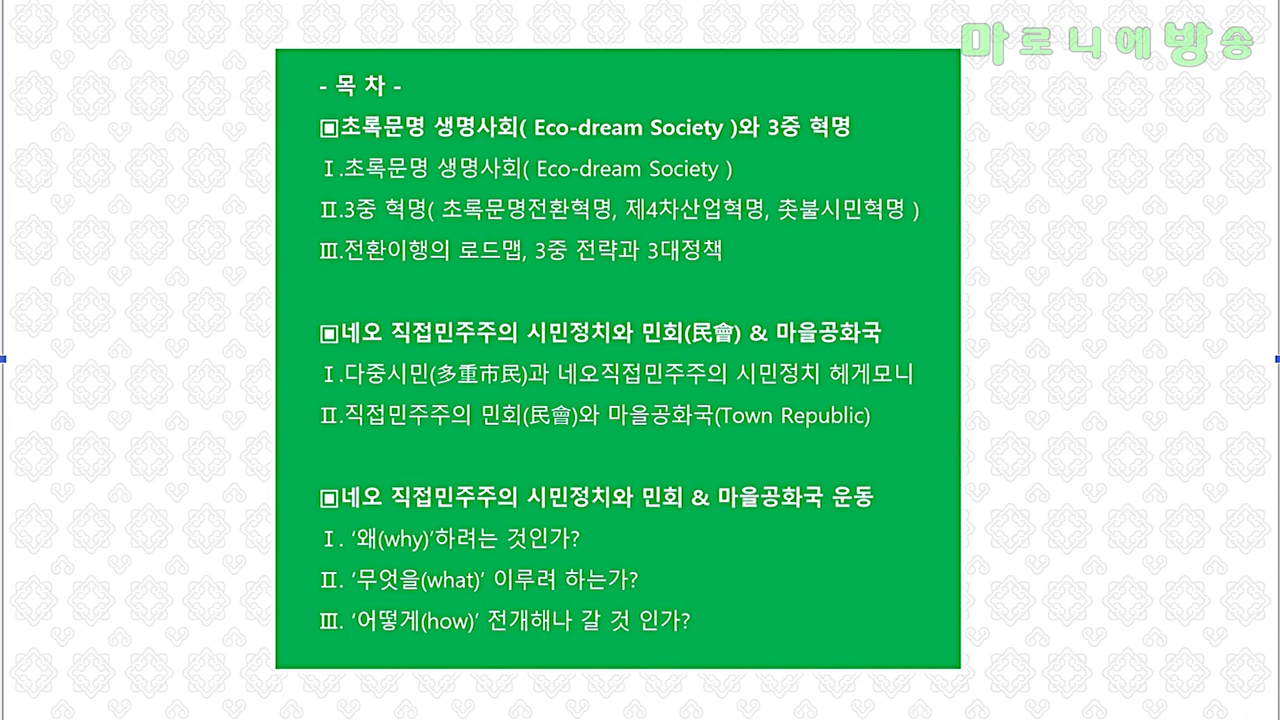 마로니에방송
- 목 차 -
▣초록문명 생명사회( Eco-dream Society )와 3중 혁명
Ⅰ.초록문명 생명사회( Eco-dream Society )
Ⅱ.3중 혁명( 초록문명전환혁명, 제4차산업혁명, 촛불시민혁명 )
Ⅲ.전환이행의 로드맵, 3중 전략과 3대정책
▣네오 직접민주주의 시민정치와 민회(民會) & 마을공화국
Ⅰ.다중시민(多重市民)과 네오직접민주주의 시민정치 헤게모니
Ⅱ.직접민주주의 민회(民會)와 마을공화국(Town Republic)
▣네오 직접민주주의 시민정치와 민회 & 마을공화국 운동
Ⅰ. ‘왜(why)’하려는 것인가?
Ⅱ. ‘무엇을(what)’ 이루려 하는가?
Ⅲ. ‘어떻게(how)’ 전개해나 갈 것 인가?